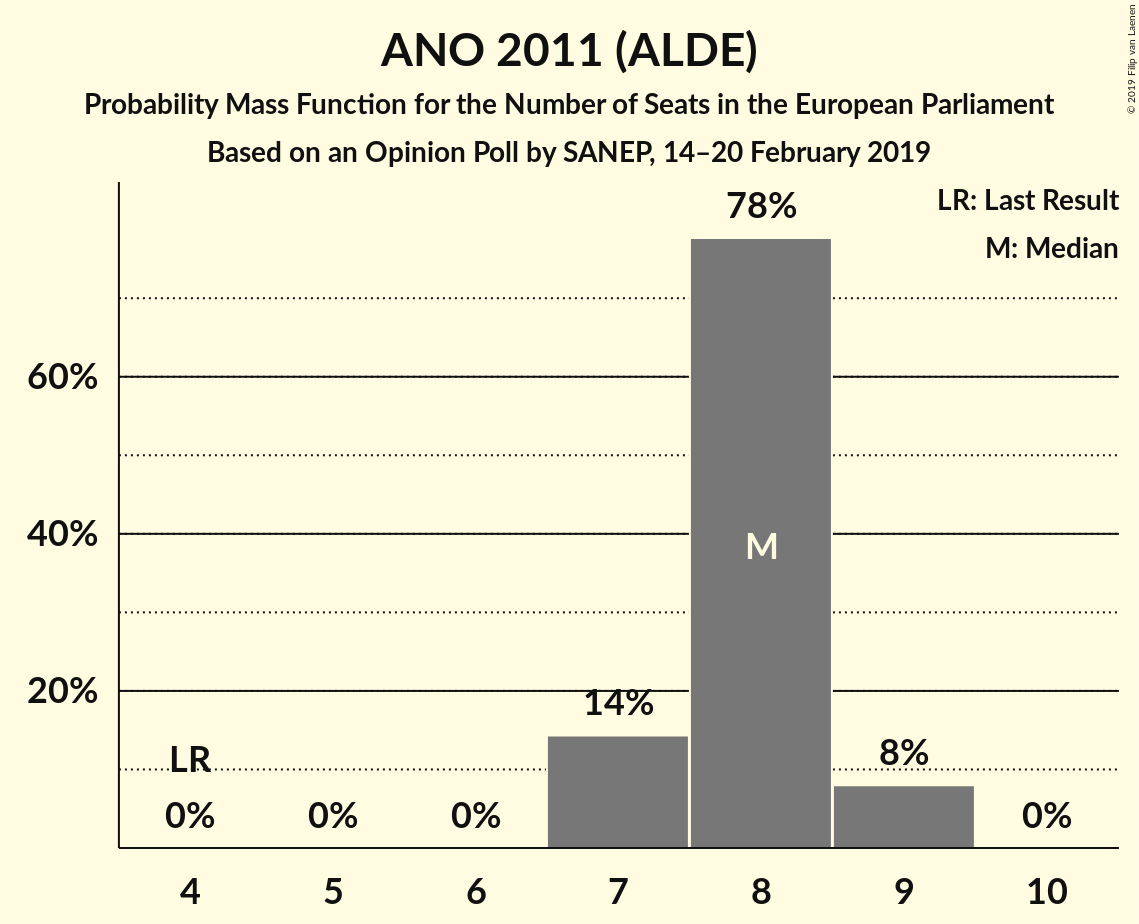 ANO 2011 (ALDE)
Probability Mass Function for the Number of Seats in the European Parliament
Based on an Opinion Poll by SANEP, 14–20 February 2019
© 2019 Filip van Laenen
LR: Last Result
M: Median
78%
60%
40%
20%
M
14%
8%
LR
0%
0%
0%
0%
4
5
6
7
8
9
10